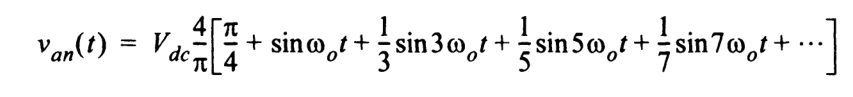 v_{an}(t) = V_{dc} \frac{4}{\pi} \left[ \frac{\pi}{4} + \sin\omega_o t + \frac{1}{3} \sin 3\omega_o t + \frac{1}{5} \sin 5\omega_o t + \frac{1}{7} \sin 7\omega_o t + \cdots \right]